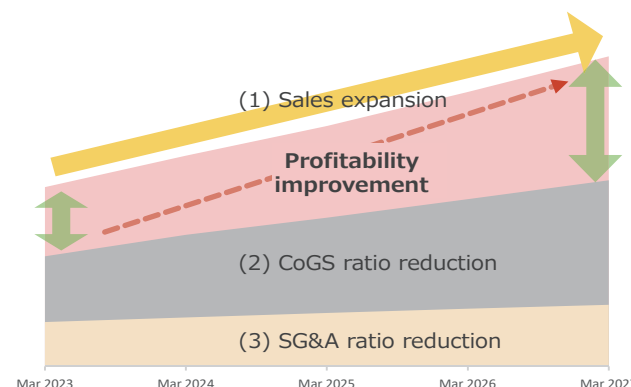 (1) Sales expansion
Profitability
improvement
(2) CoGS ratio reduction
(3) SG&A ratio reduction
Mar 2023 Mar 2024 Mar 2025 Mar 2026